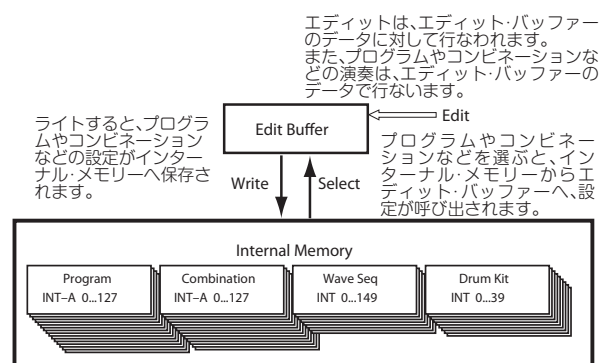 エディットは、エディット・バッファー
のデータに対して行なわれます。
また、プログラムやコンビネーションな
どの演奏は、エディット・バッファーの
データで行ないます。
ライトすると、プログラ
ムやコンビネーション
などの設定がインター
ナル・メモリーへ保存さ
れます。
Edit Buffer
Edit
プログラムやコンビネー
ションなどを選ぶと、イン
ターナル・メモリーからエ
ディット・バッファーへ、設
定が呼び出されます。
Write
Select
Internal Memory
Program
INT–A 0...127
Combination
INT–A 0...127
Wave Seq
INT 0...149
Drum Kit
INT 0...39